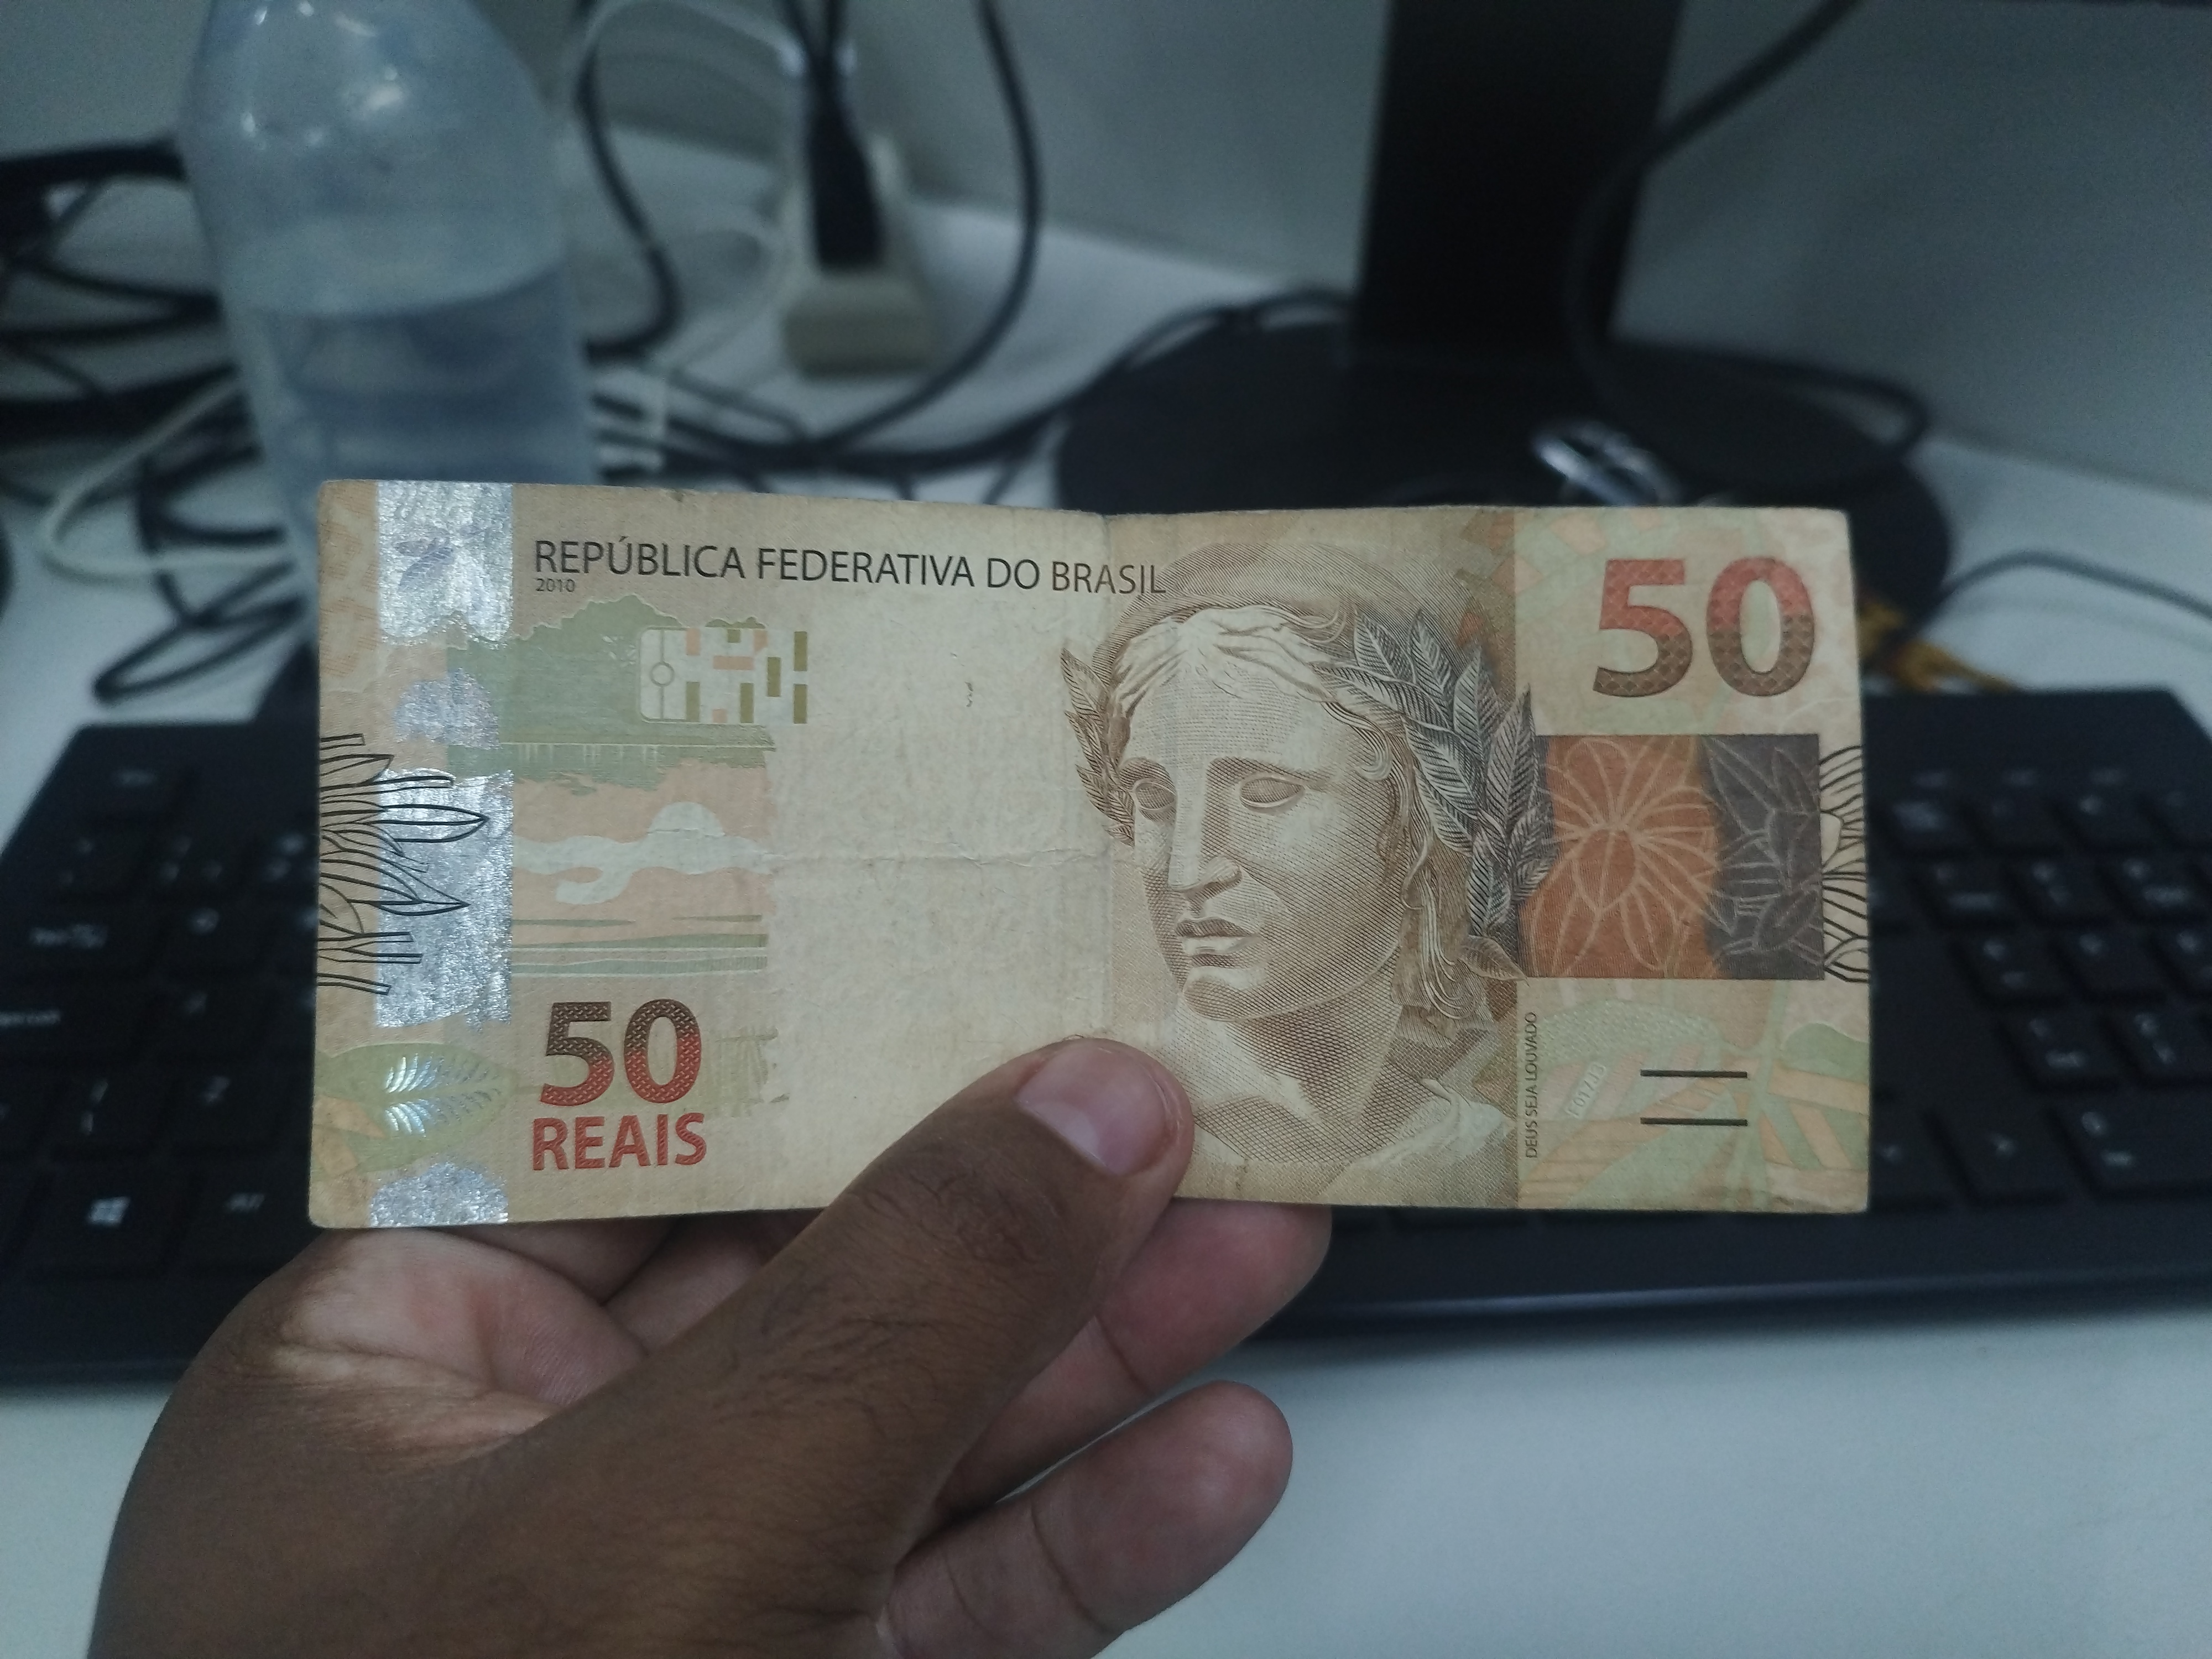 REPÚBLICA FEDERATIVA DO BRASIL
2010
50
50
REAIS
DEUS SEJA LOUVADO